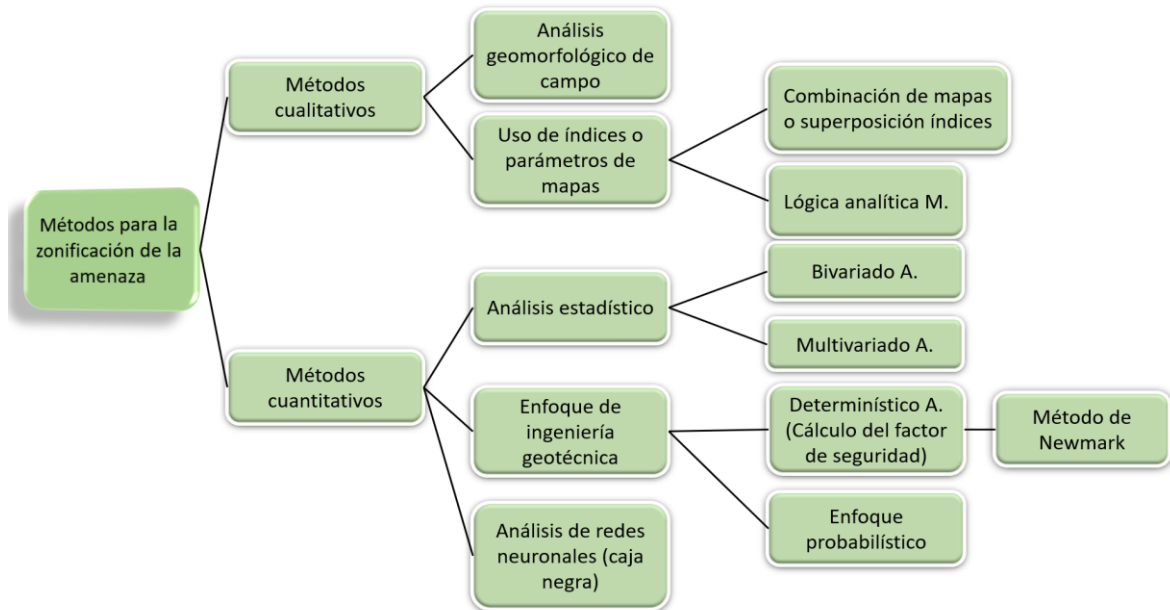 Métodos para la
zonificación de la
amenaza
Métodos
cualitativos
Análisis
geomorfológico de
campo
Uso de índices o
parámetros de
mapas
Combinación de mapas
o superposición índices
Lógica analítica M.
Métodos
cuantitativos
Análisis estadístico
Bivariado A.
Multivariado A.
Enfoque de
ingeniería
geotécnica
Determinístico A.
(Cálculo del factor
de seguridad)
Método de
Newmark
Enfoque
probabilístico
Análisis de redes
neuronales (caja
negra)